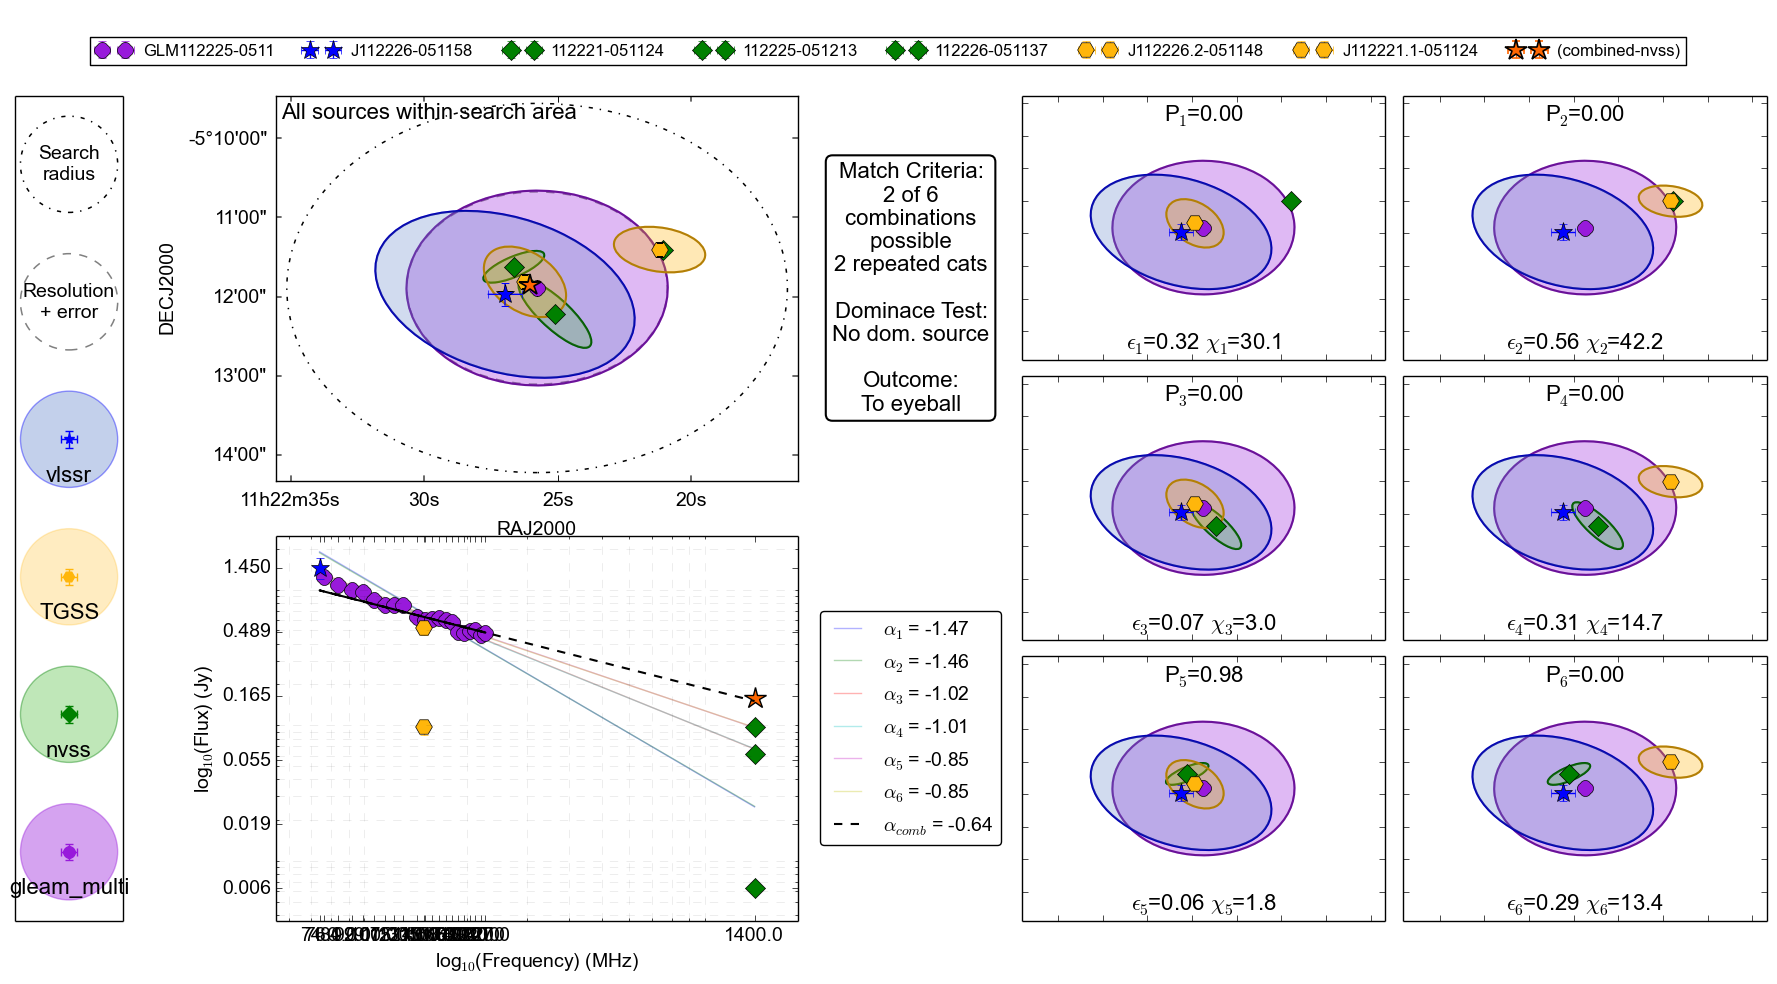 GLM112225-0511 J112226-051158 112221-051124 112225-051213 112226-051137 J112226.2-051148 J112221.1-051124 (combined-nvss)
Search
radius
Resolution
+ error
vlssr
TGSS
nvss
gleam_multi
All sources within search area
DECJ2000
-5°10'00"
11'00"
12'00"
13'00"
14'00"
11h22m35s 30s 25s 20s
RAJ2000
log10(Flux) (Jy)
1.450
0.489
0.165
0.055
0.019
0.006
1400.0
log10(Frequency) (MHz)
Match Criteria:
2 of 6
combinations
possible
2 repeated cats
Dominace Test:
No dom. source
Outcome:
To eyeball
α1 = -1.47
α2 = -1.46
α3 = -1.02
α4 = -1.01
α5 = -0.85
α6 = -0.85
αcomb = -0.64
P1=0.00
ϵ1=0.32 χ1=30.1
P2=0.00
ϵ2=0.56 χ2=42.2
P3=0.00
ϵ3=0.07 χ3=3.0
P4=0.00
ϵ4=0.31 χ4=14.7
P5=0.98
ϵ5=0.06 χ5=1.8
P6=0.00
ϵ6=0.29 χ6=13.4